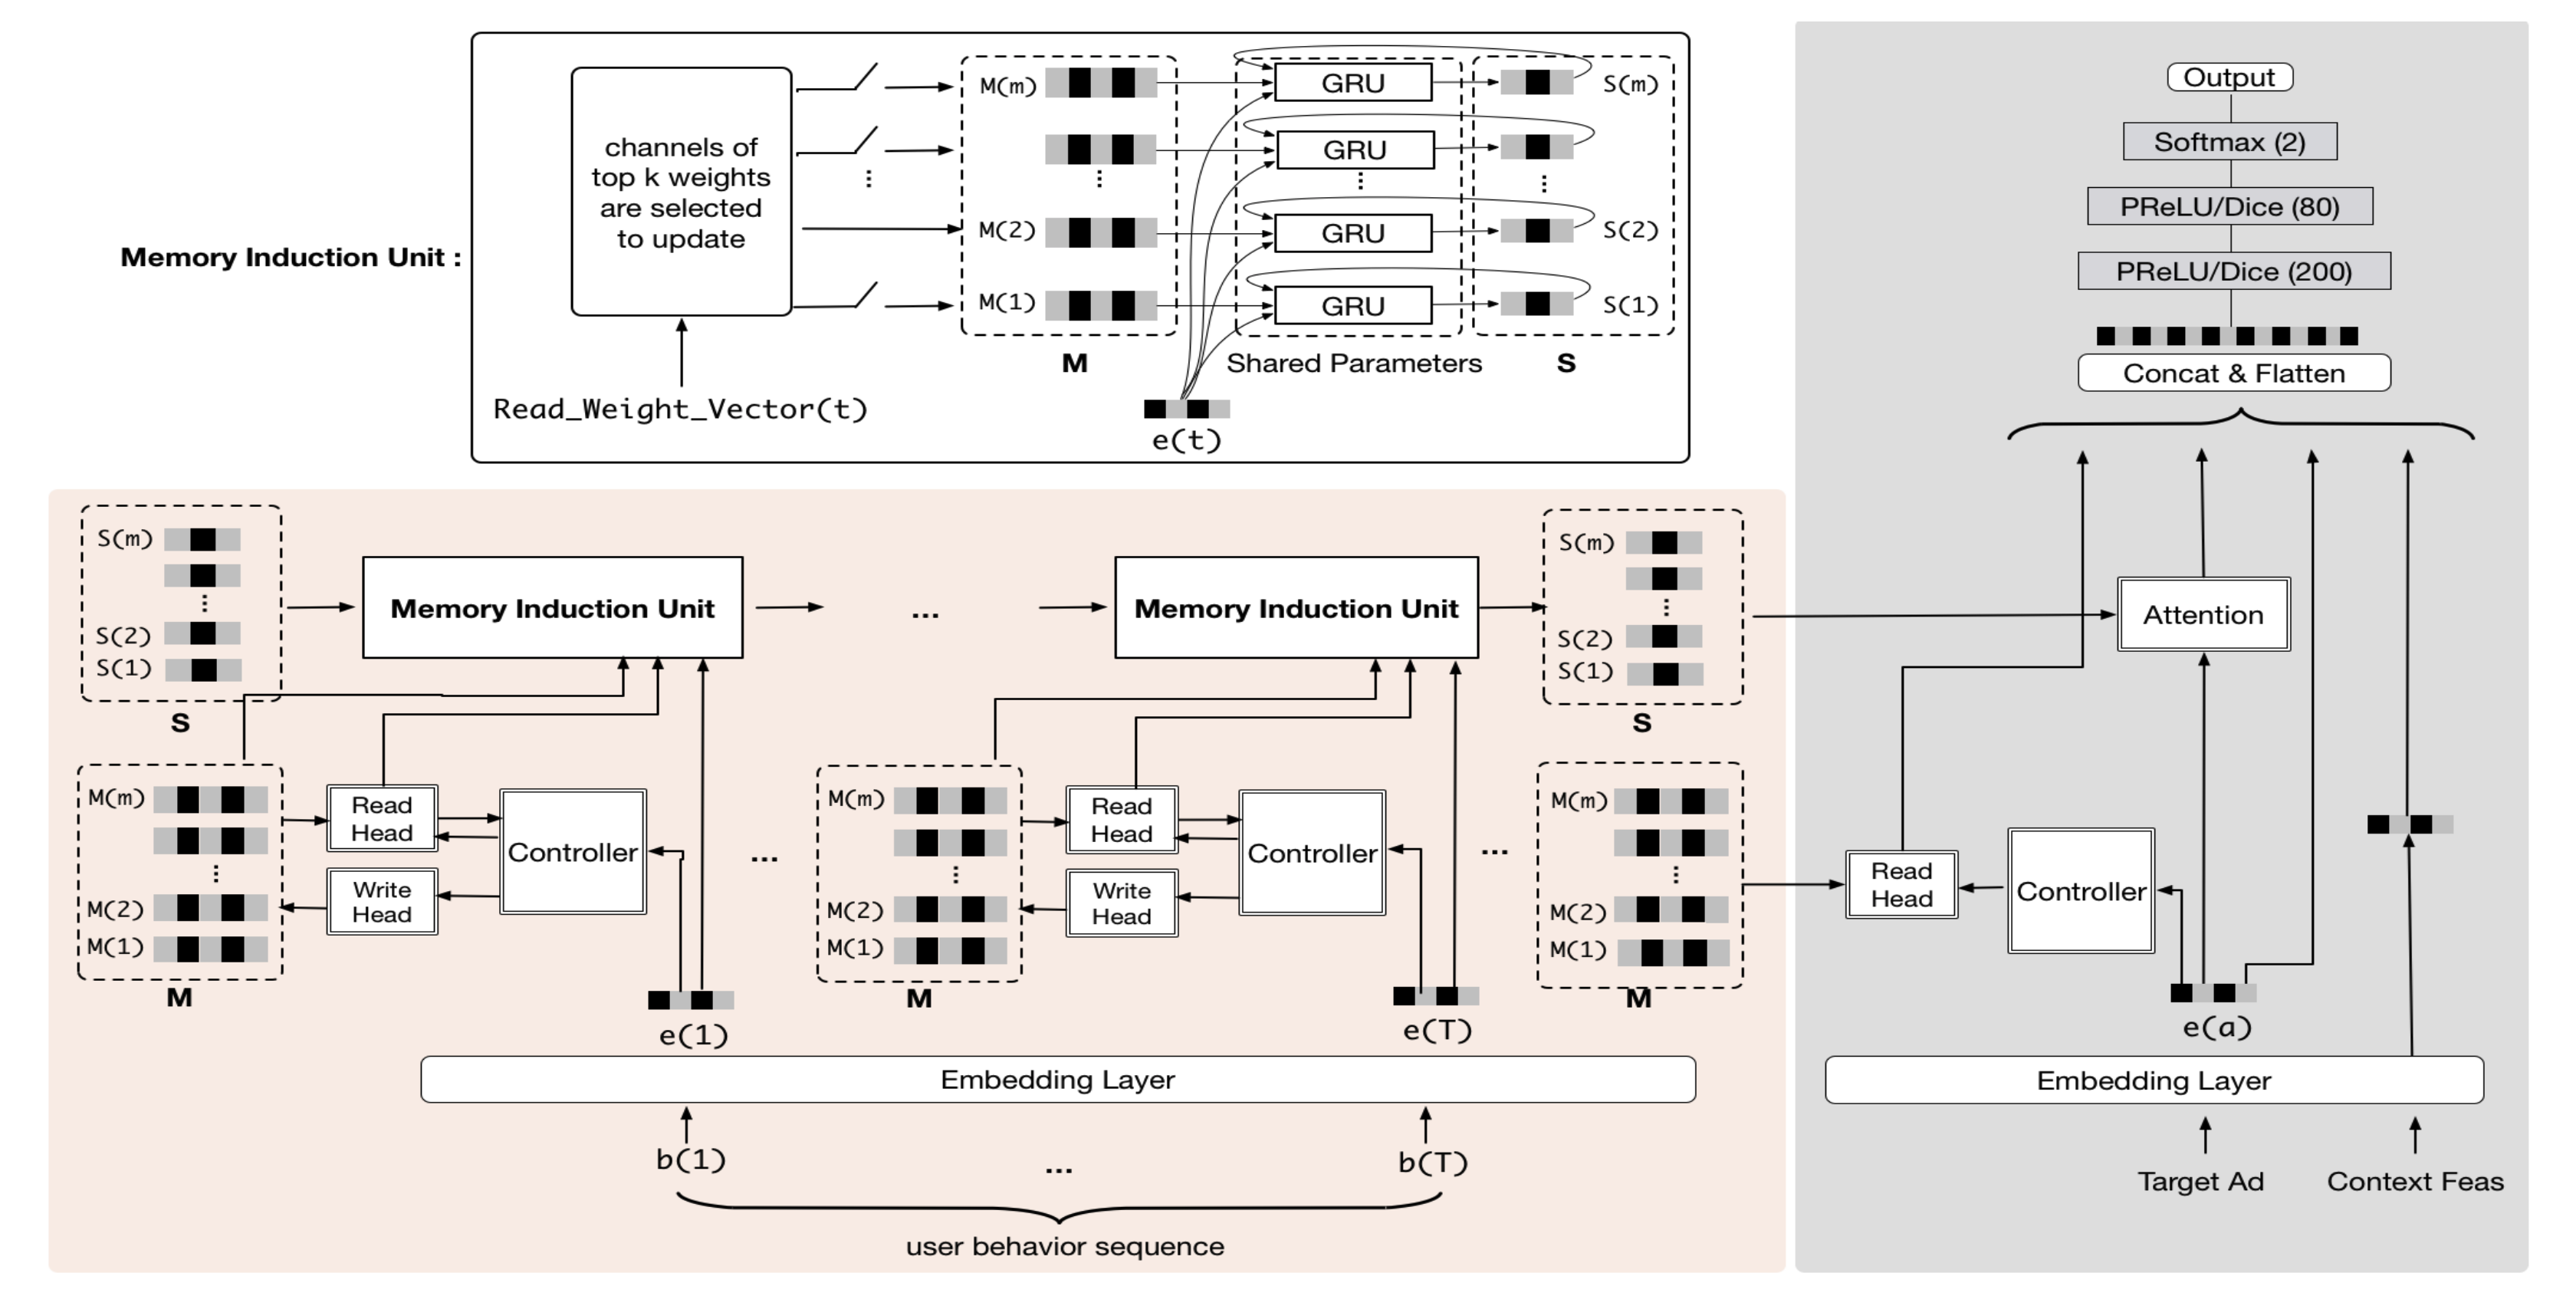 Memory Induction Unit :
channels of
top k weights
are selected
to update
Read_Weight_Vector(t)
M(m)
M(2)
M(1)
M
GRU
GRU
GRU
GRU
Shared Parameters
S(m)
S(2)
S(1)
S
e(t)
S(m)
S(2)
S(1)
S
Memory Induction Unit
...
Memory Induction Unit
S(m)
S(2)
S(1)
S
M(m)
M(2)
M(1)
M
Read
Head
Write
Head
Controller
...
M(m)
M(2)
M(1)
M
Read
Head
Write
Head
Controller
...
M(m)
M(2)
M(1)
M
e(1)
e(T)
Embedding Layer
b(1)
...
b(T)
user behavior sequence
Output
Softmax (2)
PReLU/Dice (80)
PReLU/Dice (200)
Concat & Flatten
Attention
Read
Head
Controller
e(a)
Embedding Layer
Target Ad
Context Feas